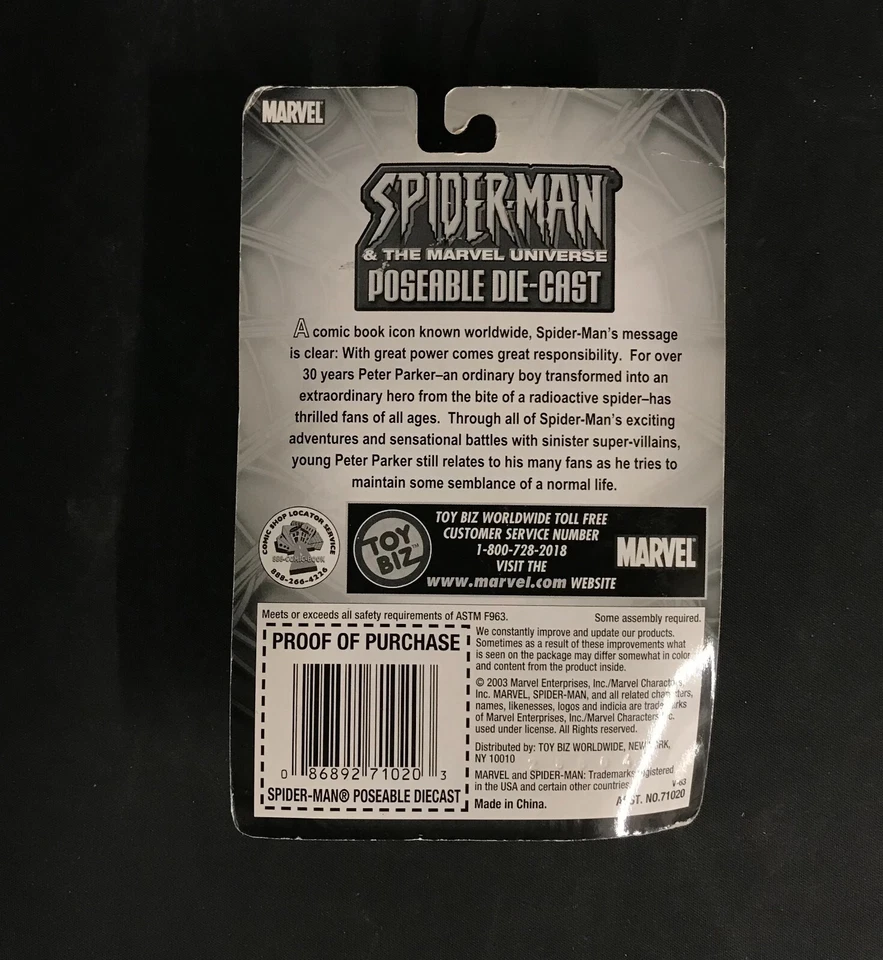 MARVEL
SPIDER-MAN
& THE MARVEL UNIVERSE
POSEABLE DIE-CAST
A comic book icon known worldwide, Spider-Man's message
is clear: With great power comes great responsibility. For over
30 years Peter Parker–an ordinary boy transformed into an
extraordinary hero from the bite of a radioactive spider–has
thrilled fans of all ages. Through all of Spider-Man's exciting
adventures and sensational battles with sinister super-villains,
young Peter Parker still relates to his many fans as he tries to
maintain some semblance of a normal life.
COMIC SHOP LOCATOR SERVICE
888-COMIC-BOOK
888-266-4226
TOY BIZ™
TOY BIZ WORLDWIDE TOLL FREE
CUSTOMER SERVICE NUMBER
1-800-728-2018
VISIT THE
www.marvel.com WEBSITE
MARVEL
Meets or exceeds all safety requirements of ASTM F963.
Some assembly required.
PROOF OF PURCHASE
0 86892 71020 3
SPIDER-MAN® POSEABLE DIECAST
We constantly improve and update our products.
Sometimes as a result of these improvements what
is seen on the package may differ somewhat in color
and content from the product inside.
© 2003 Marvel Enterprises, Inc./Marvel Characters,
Inc. MARVEL, SPIDER-MAN, and all related characters,
names, likenesses, logos and indicia are trademarks
of Marvel Enterprises, Inc./Marvel Characters, Inc.
used under license. All Rights reserved.
Distributed by: TOY BIZ WORLDWIDE, NEW YORK,
NY 10010
MARVEL and SPIDER-MAN: Trademarks registered
in the USA and certain other countries.
V-63
Made in China.
ASST. NO.71020